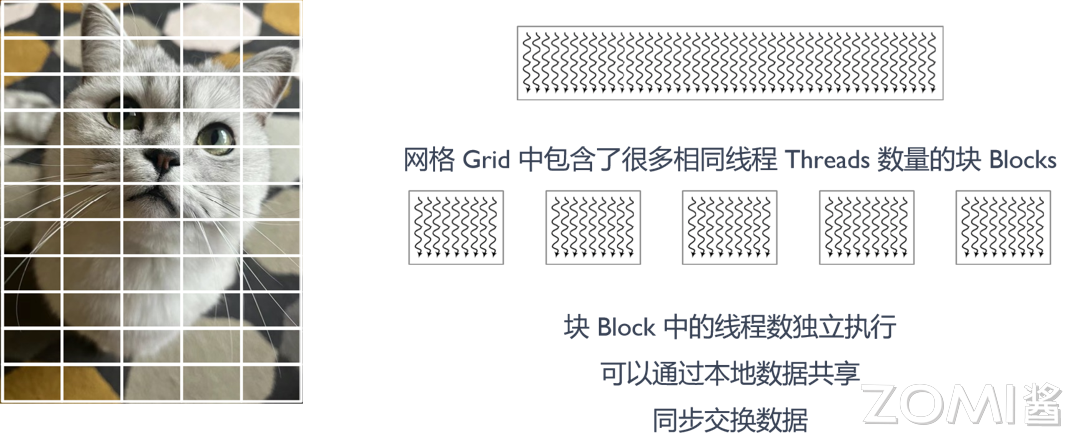 网格 Grid 中包含了很多相同线程 Threads 数量的块 Blocks
块 Block 中的线程数独立执行
可以通过本地数据共享
同步交换数据
ZOMI酱